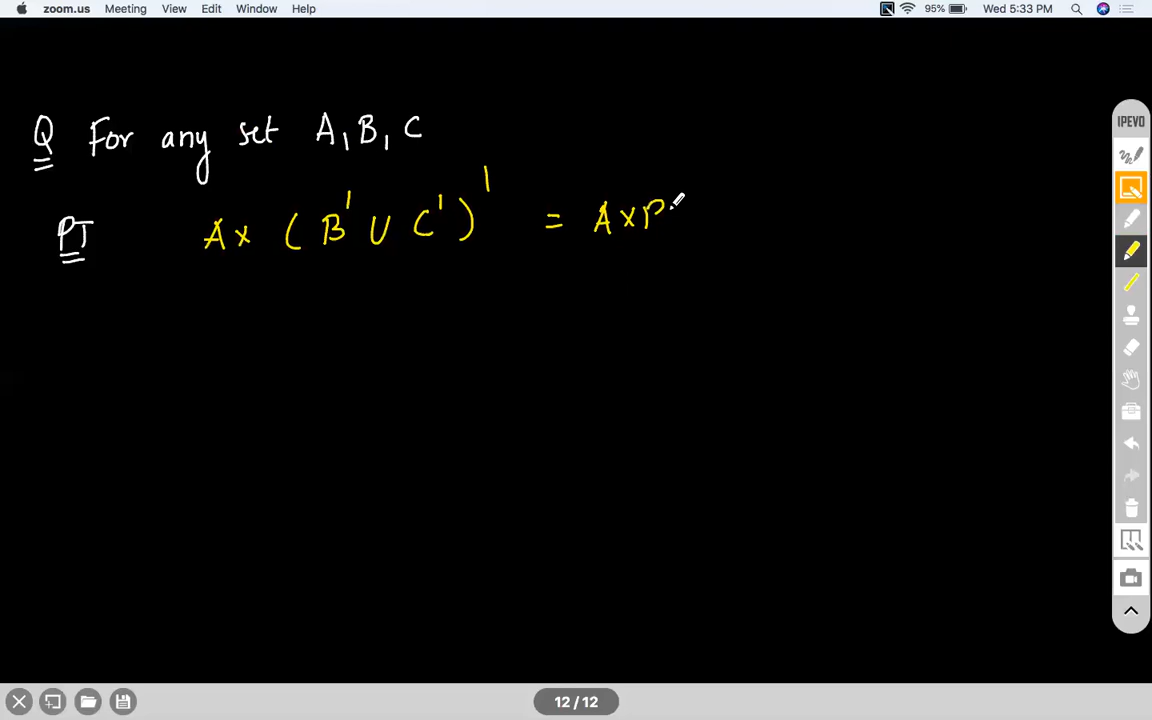 zoom.us Meeting View Edit Window Help 95% Wed 5:33 PM
Q For any set A, B, C
IPEVO
PT A × ( B' ∪ C' )' = A ×
12 / 12